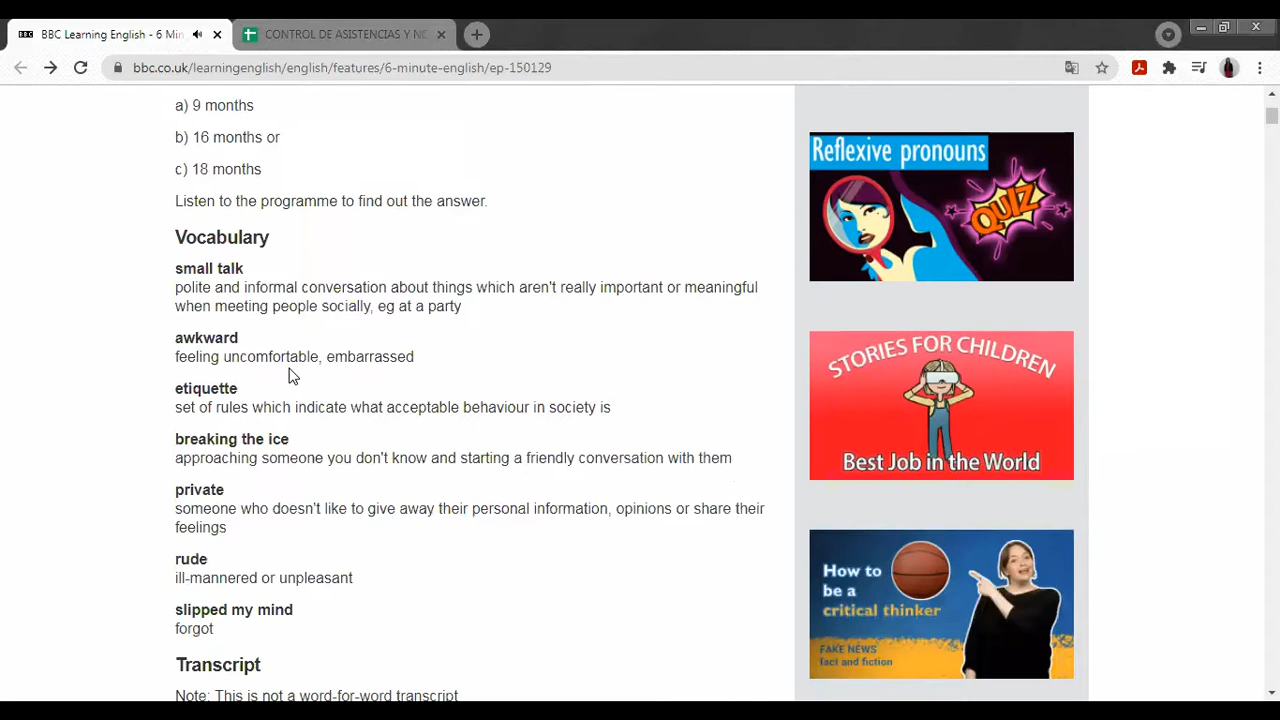 BBC Learning English - 6 Min
CONTROL DE ASISTENCIAS Y NO
bbc.co.uk/learningenglish/english/features/6-minute-english/ep-150129
a) 9 months
b) 16 months or
c) 18 months
Listen to the programme to find out the answer.
Vocabulary
small talk
polite and informal conversation about things which aren't really important or meaningful
when meeting people socially, eg at a party
awkward
feeling uncomfortable, embarrassed
etiquette
set of rules which indicate what acceptable behaviour in society is
breaking the ice
approaching someone you don't know and starting a friendly conversation with them
private
someone who doesn't like to give away their personal information, opinions or share their
feelings
rude
ill-mannered or unpleasant
slipped my mind
forgot
Transcript
Note: This is not a word-for-word transcript
Reflexive pronouns
QUIZ
STORIES FOR CHILDREN
Best Job in the World
How to
be a
critical thinker
FAKE NEWS
fact and fiction